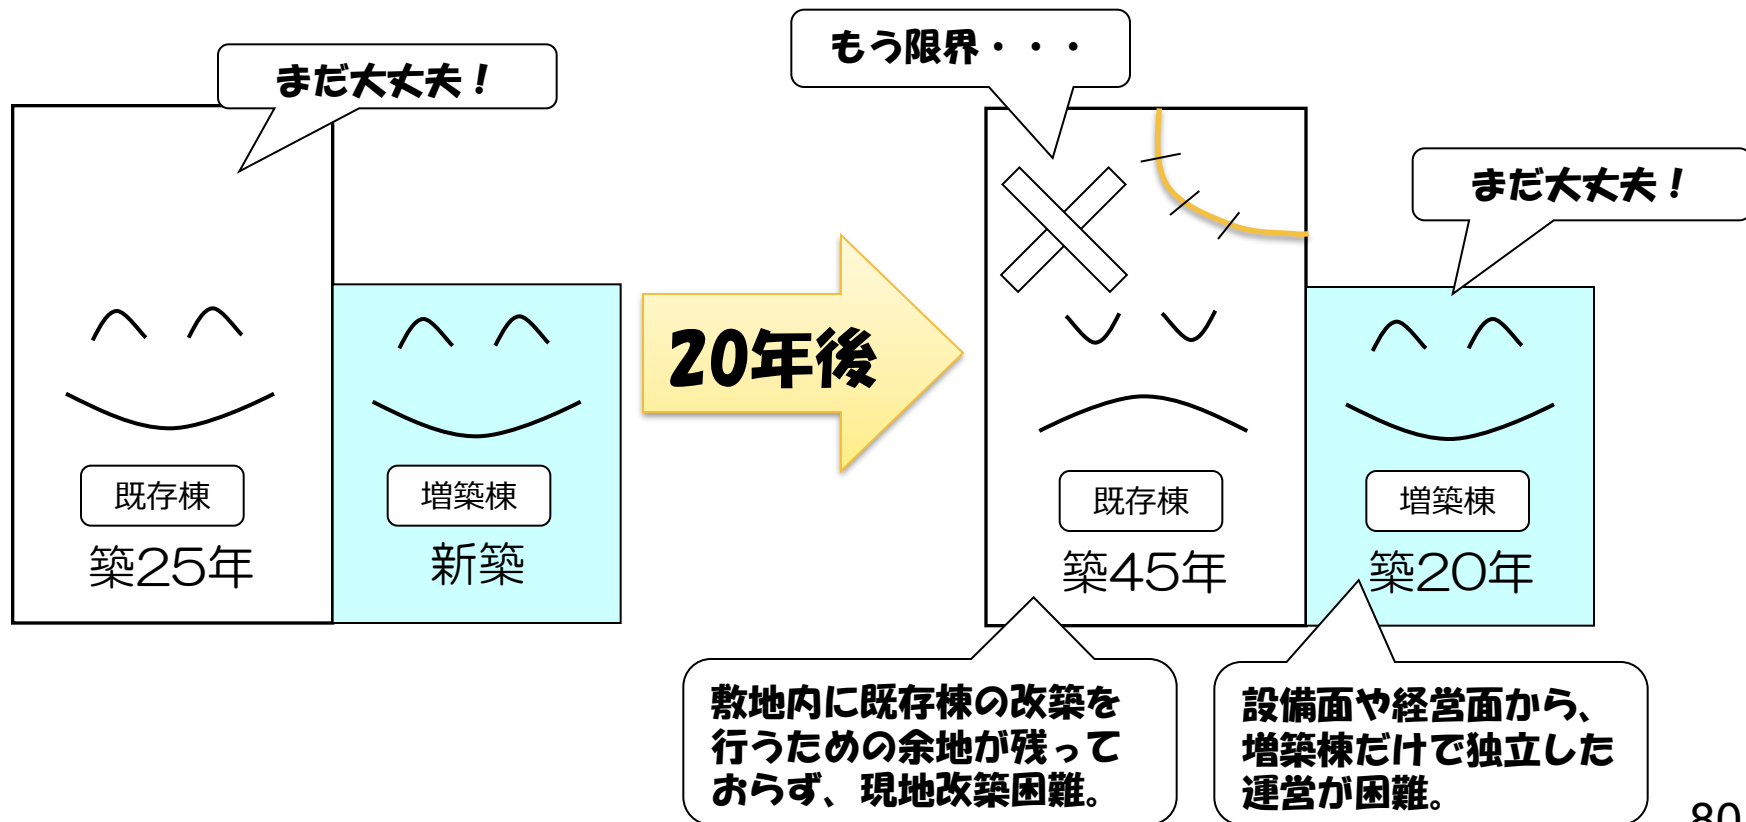 まだ大丈夫！
既存棟
築25年
増築棟
新築
20年後
もう限界・・・
まだ大丈夫！
既存棟
築45年
増築棟
築20年
敷地内に既存棟の改築を
行うための余地が残って
おらず、現地改築困難。
設備面や経営面から、
増築棟だけで独立した
運営が困難。
80